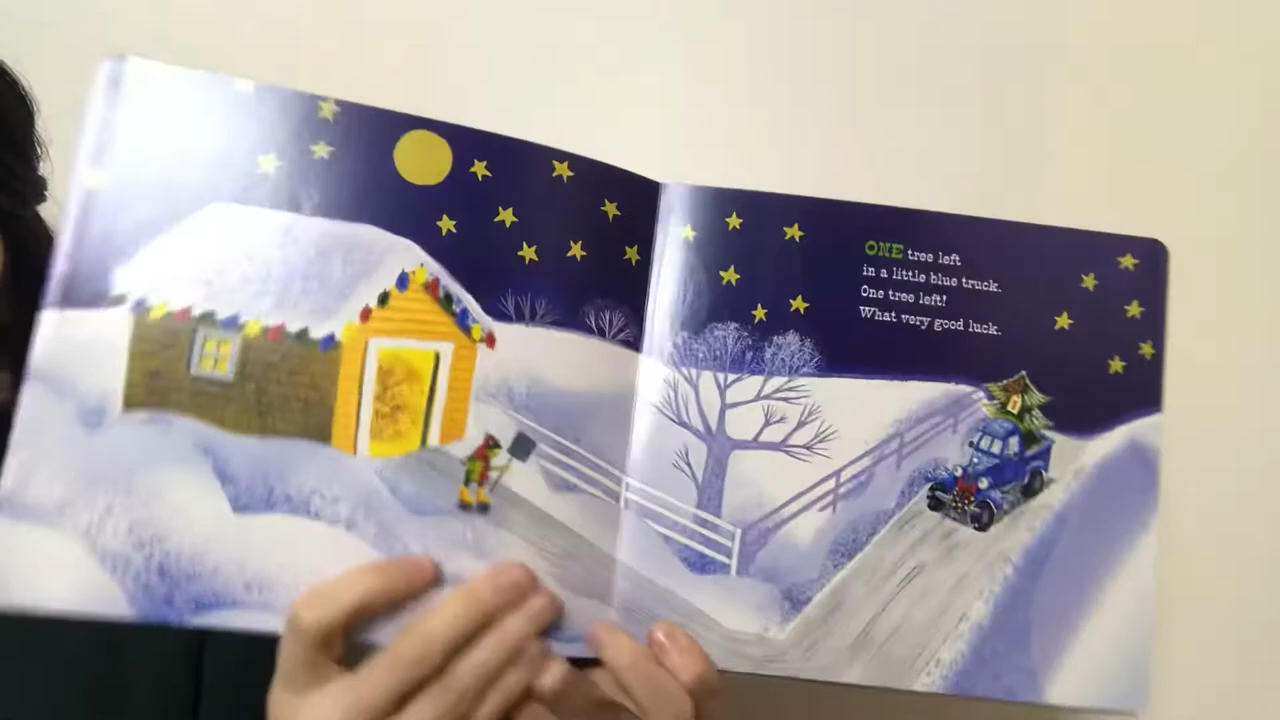 ONE tree left
in a little blue truck.
One tree left!
What very good luck.